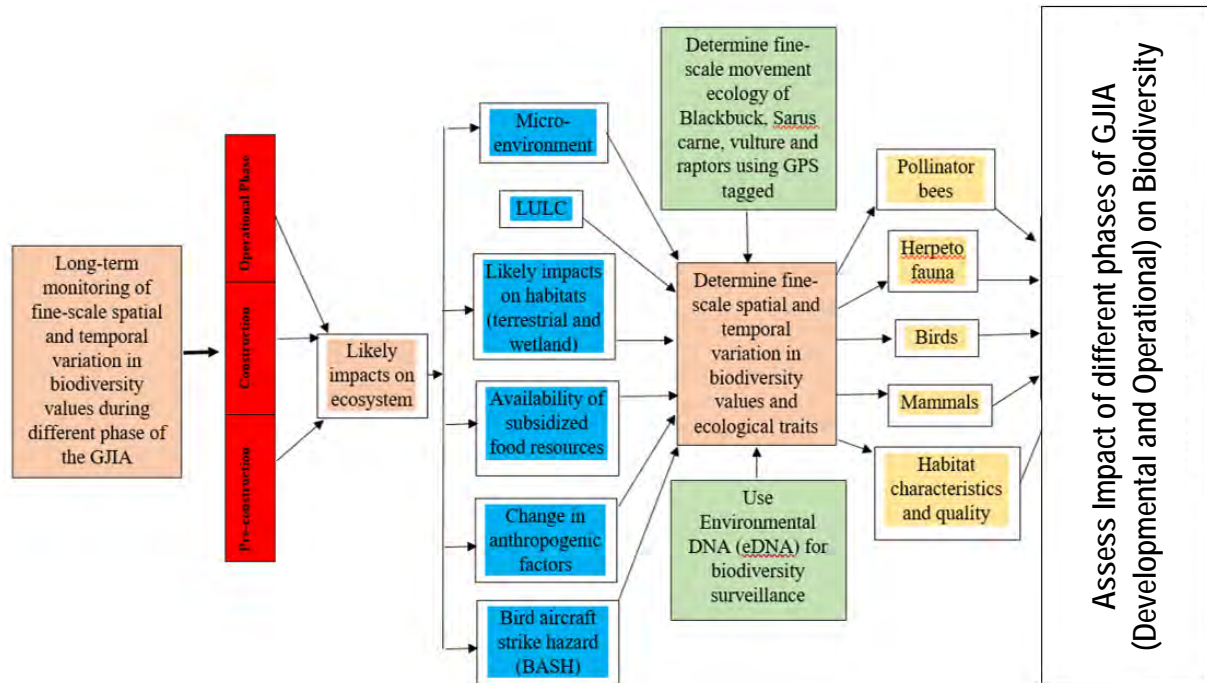 Long-term
monitoring of
fine-scale spatial
and temporal
variation in
biodiversity
values during
different phase of
the GJIA
Operational Phase
Construction
Pre-construction
Likely
impacts on
ecosystem
Micro-
environment
LULC
Likely impacts
on habitats
(terrestrial and
wetland)
Availability of
subsidized
food resources
Change in
anthropogenic
factors
Bird aircraft
strike hazard
(BASH)
Determine fine-
scale movement
ecology of
Blackbuck, Sarus
carne, vulture and
raptors using GPS
tagged
Determine fine-
scale spatial and
temporal
variation in
biodiversity
values and
ecological traits
Use
Environmental
DNA (eDNA) for
biodiversity
surveillance
Pollinator
bees
Herpeto
fauna
Birds
Mammals
Habitat
characteristics
and quality
Assess Impact of different phases of GJIA
(Developmental and Operational) on Biodiversity